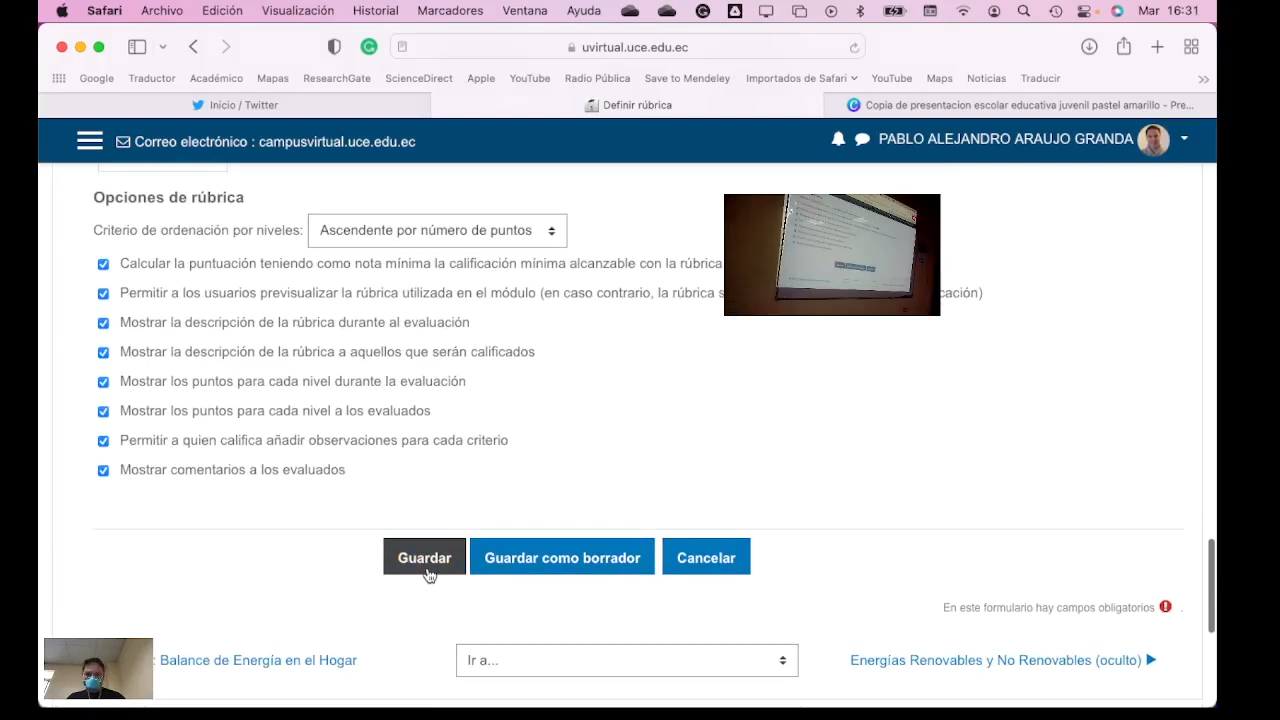 Safari Archivo Edición Visualización Historial Marcadores Ventana Ayuda Mar 16:31
uvirtual.uce.edu.ec
Google Traductor Académico Mapas ResearchGate ScienceDirect Apple YouTube Radio Pública Save to Mendeley Importados de Safari YouTube Maps Noticias Traducir
Inicio / Twitter Definir rúbrica Copia de presentacion escolar educativa juvenil pastel amarillo - Pre...
Correo electrónico : campusvirtual.uce.edu.ec PABLO ALEJANDRO ARAUJO GRANDA
Opciones de rúbrica
Criterio de ordenación por niveles: Ascendente por número de puntos
Calcular la puntuación teniendo como nota mínima la calificación mínima alcanzable con la rúbrica
Permitir a los usuarios previsualizar la rúbrica utilizada en el módulo (en caso contrario, la rúbrica s cación)
Mostrar la descripción de la rúbrica durante al evaluación
Mostrar la descripción de la rúbrica a aquellos que serán calificados
Mostrar los puntos para cada nivel durante la evaluación
Mostrar los puntos para cada nivel a los evaluados
Permitir a quien califica añadir observaciones para cada criterio
Mostrar comentarios a los evaluados
Guardar Guardar como borrador Cancelar
En este formulario hay campos obligatorios .
: Balance de Energía en el Hogar Ir a... Energías Renovables y No Renovables (oculto)